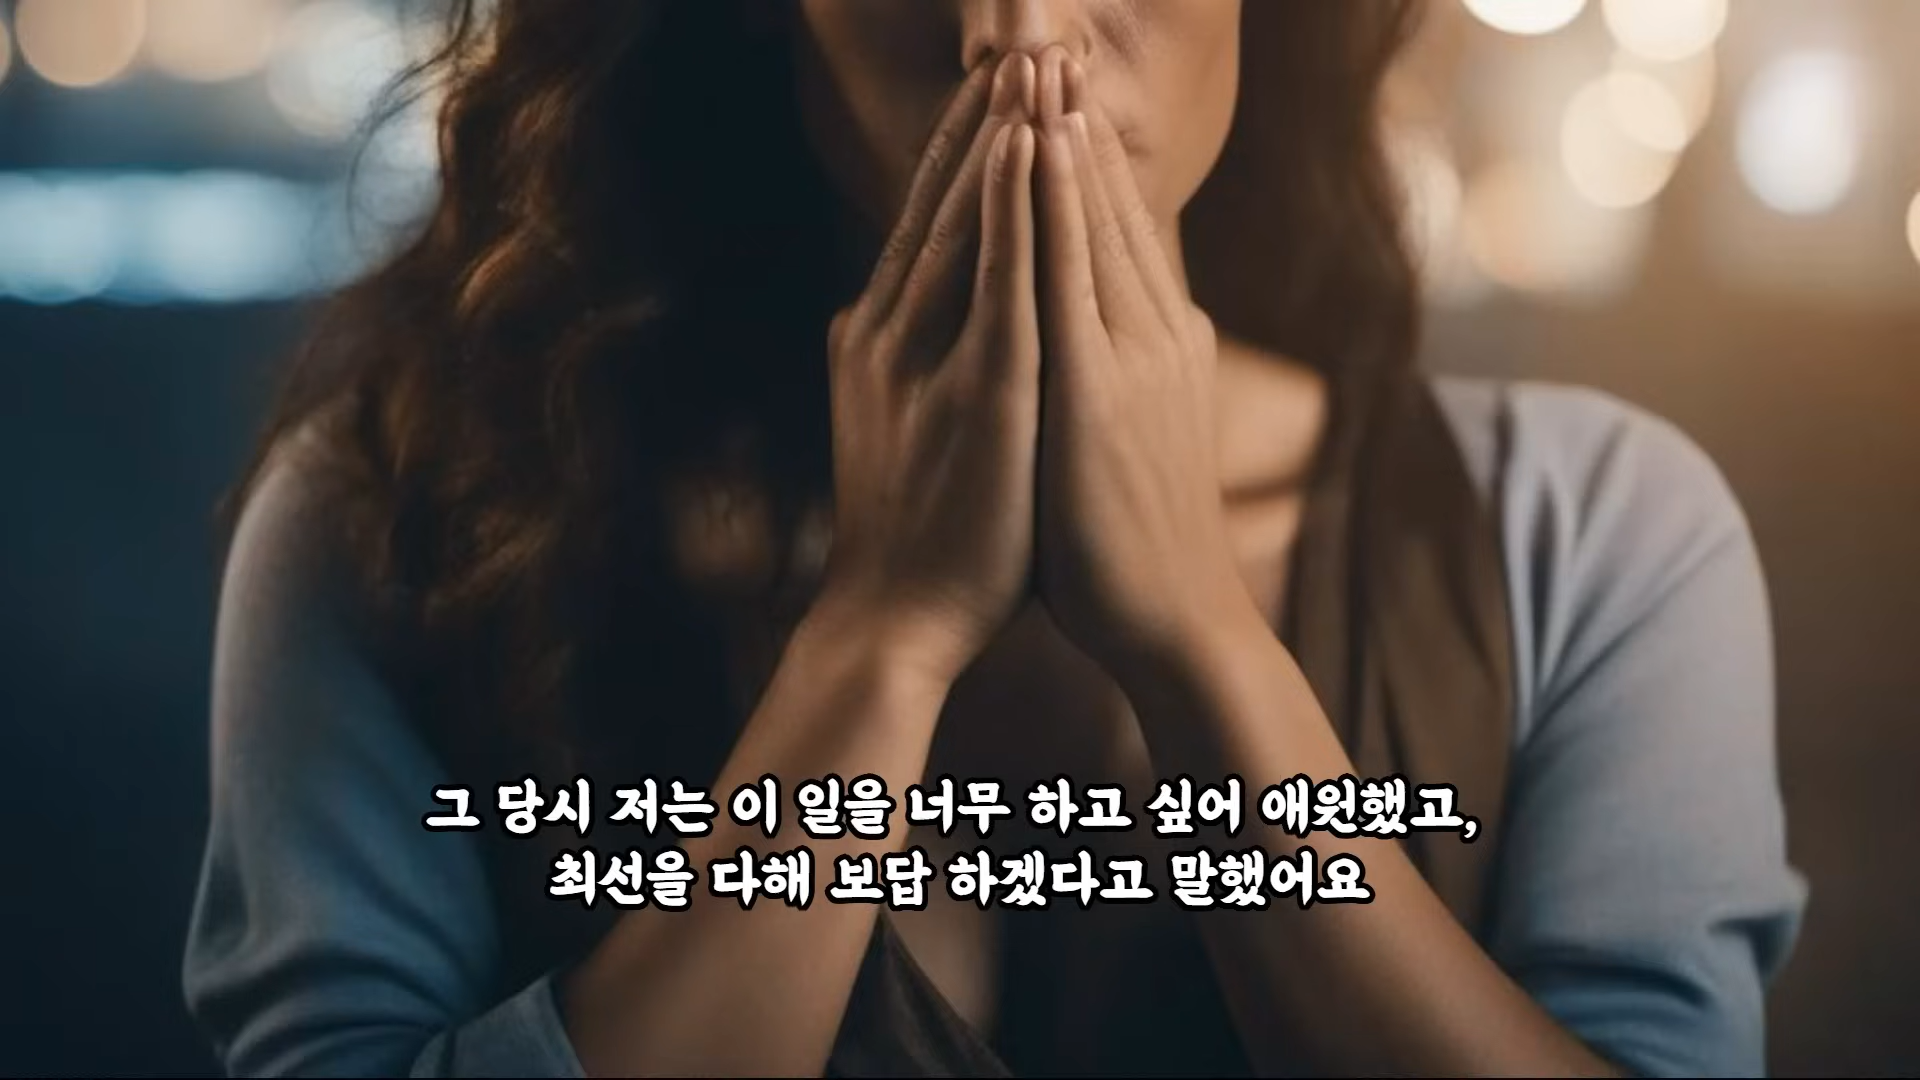 그 당시 저는 이 일을 너무 하고 싶어 애원했고,
최선을 다해 보답 하겠다고 말했어요